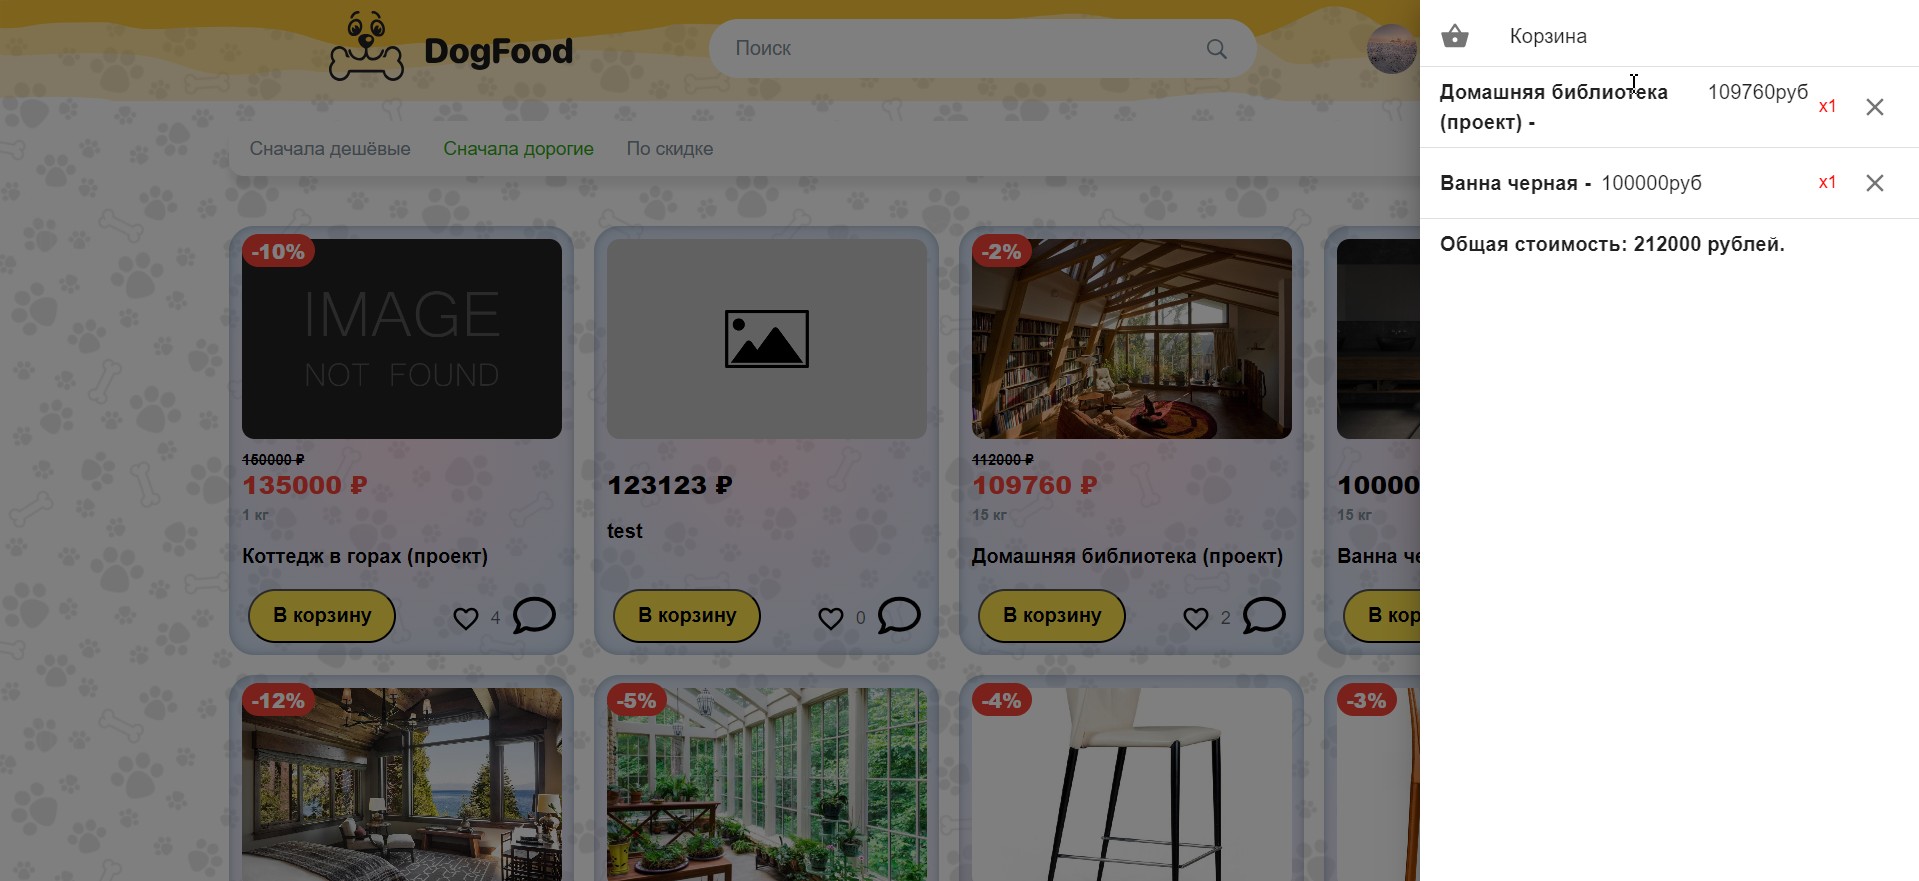 DogFood
Поиск
Сначала дешёвые
Сначала дорогие
По скидке
-10%
IMAGE
NOT FOUND
150000 ₽
135000 ₽
1 кг
Коттедж в горах (проект)
В корзину
4
123123 ₽
test
В корзину
0
-2%
112000 ₽
109760 ₽
15 кг
Домашняя библиотека (проект)
В корзину
2
10000
15 кг
Ванна че
В кор
-12%
-5%
-4%
-3%
Корзина
Домашняя библиотека
(проект) -
109760руб
x1
Ванна черная - 100000руб
x1
Общая стоимость: 212000 рублей.